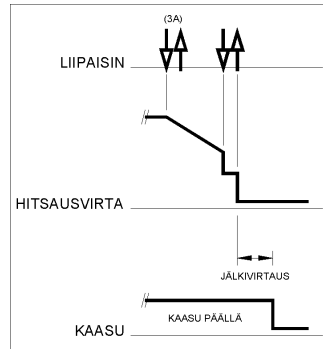 (3A)
LIIPAISIN
HITSAUSVIRTA
JÄLKIVIRTAUS
KAASU PÄÄLLÄ
KAASU